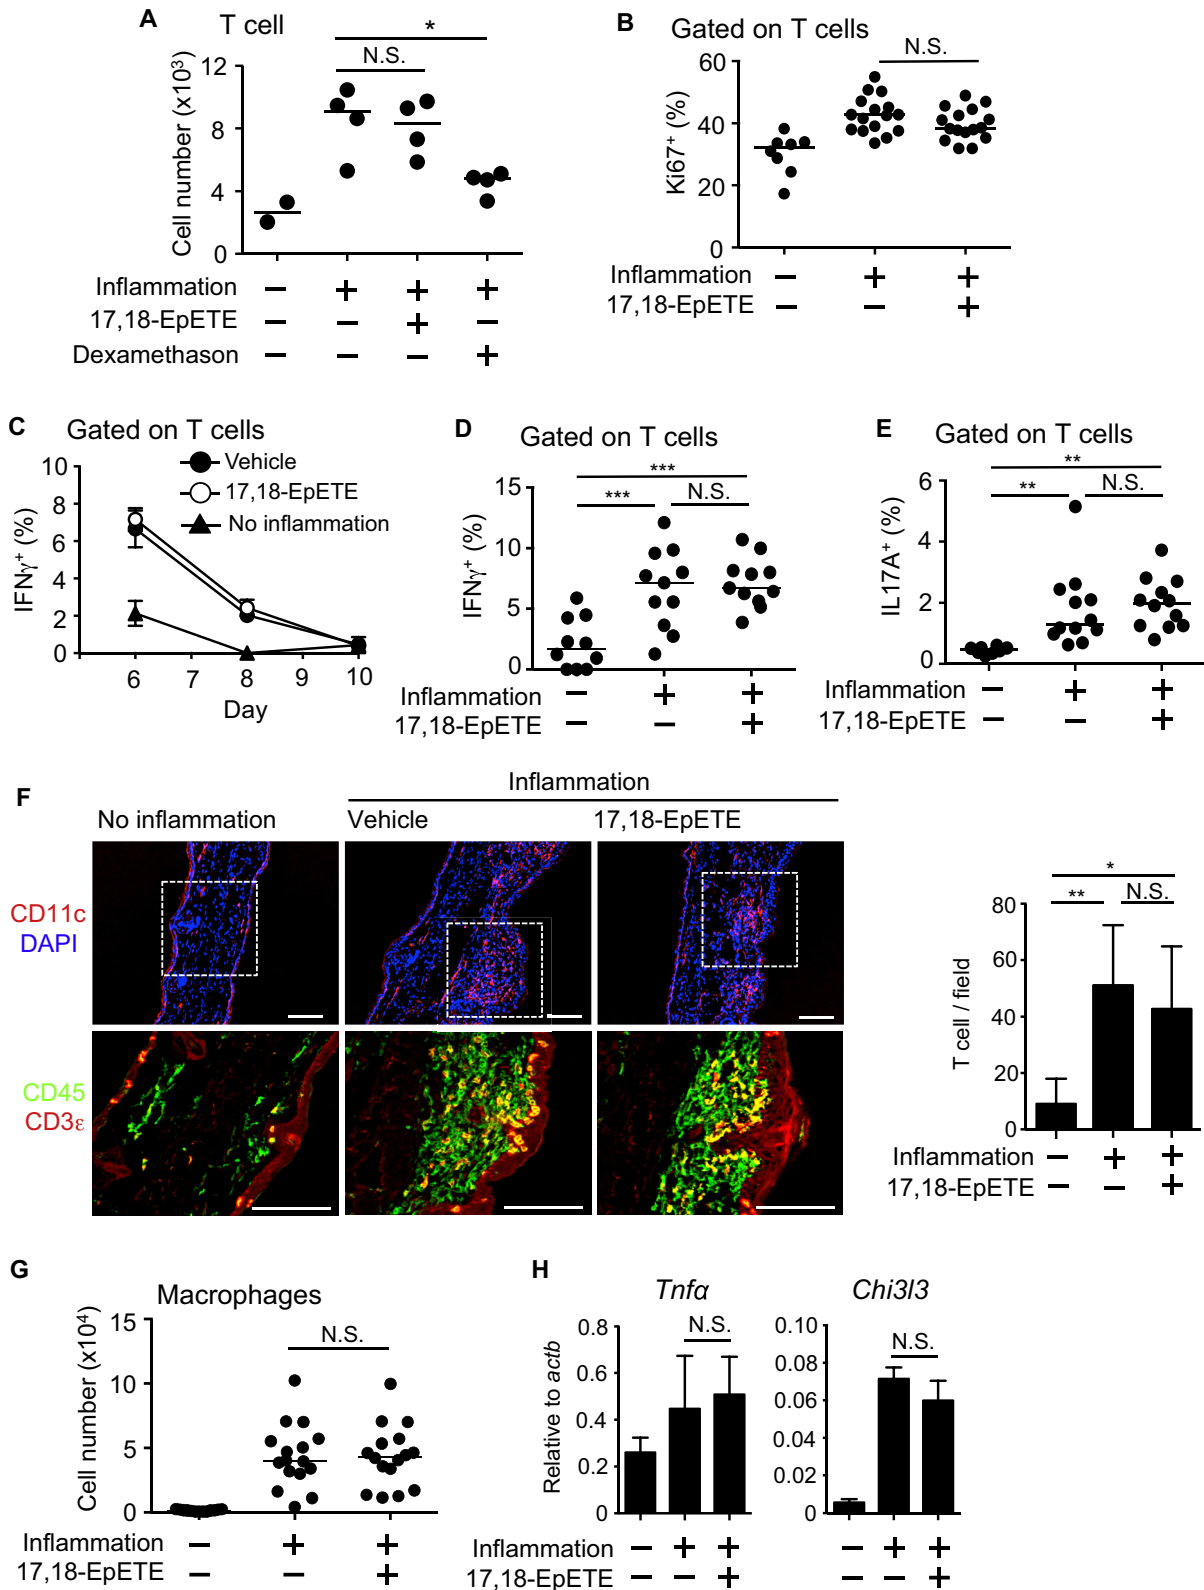 A
T cell
*
N.S.
Cell number (x10³)
12
8
4
0
Inflammation − + + +
17,18-EpETE − − + −
Dexamethason − − − +
B
Gated on T cells
N.S.
Ki67⁺ (%)
60
40
20
0
Inflammation − + +
17,18-EpETE − − +
C
Gated on T cells
Vehicle
17,18-EpETE
No inflammation
IFNγ⁺ (%)
10
8
6
4
2
0
6 7 8 9 10
Day
D
Gated on T cells
***
*** N.S.
IFNγ⁺ (%)
15
10
5
0
Inflammation − + +
17,18-EpETE − − +
E
Gated on T cells
**
** N.S.
IL17A⁺ (%)
6
4
2
0
Inflammation − + +
17,18-EpETE − − +
F
Inflammation
No inflammation Vehicle 17,18-EpETE
CD11c
DAPI
CD45
CD3ε
*
** N.S.
T cell / field
80
60
40
20
0
Inflammation − + +
17,18-EpETE − − +
G
Macrophages
N.S.
Cell number (x10⁴)
15
10
5
0
Inflammation − + +
17,18-EpETE − − +
H
Tnfα
N.S.
Relative to actb
0.8
0.6
0.4
0.2
0
Chi3l3
N.S.
0.10
0.08
0.06
0.04
0.02
0
Inflammation − + + − + +
17,18-EpETE − − + − − +